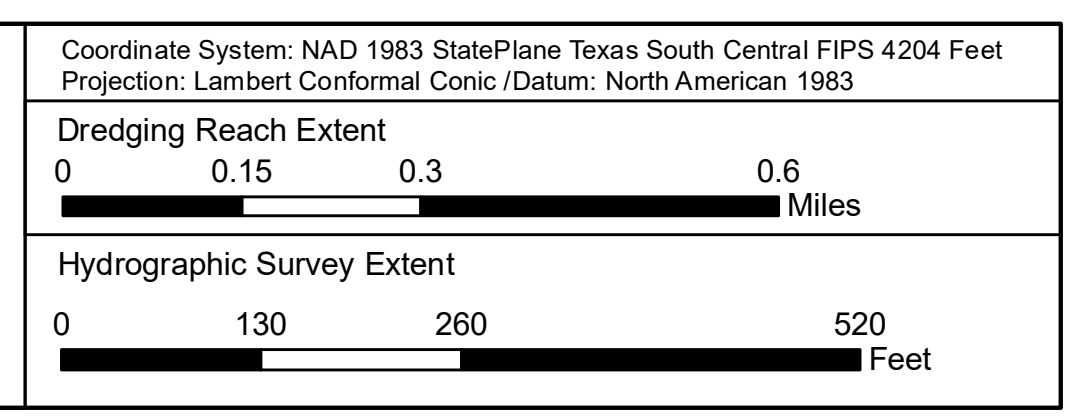 Coordinate System: NAD 1983 StatePlane Texas South Central FIPS 4204 Feet
Projection: Lambert Conformal Conic /Datum: North American 1983
Dredging Reach Extent
0 0.15 0.3 0.6
Miles
Hydrographic Survey Extent
0 130 260 520
Feet